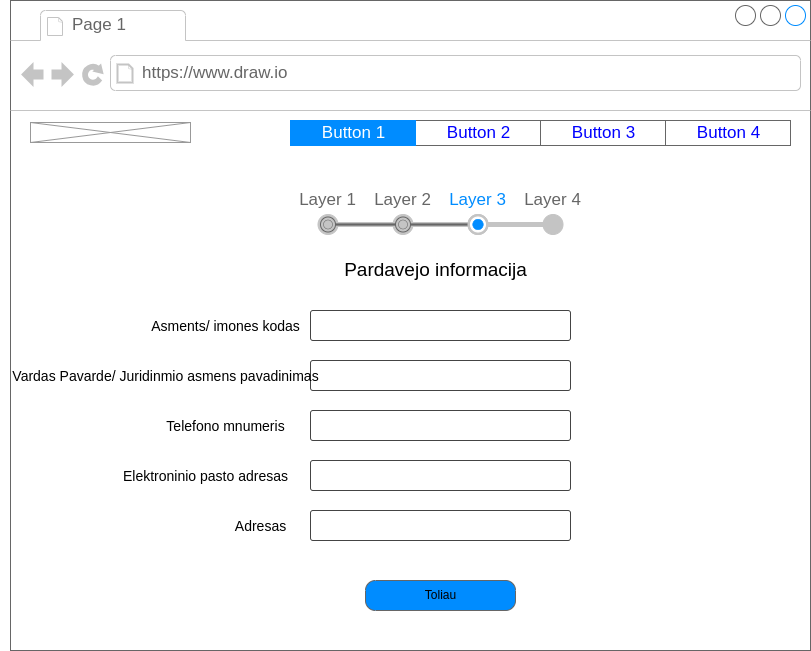 Page 1
https://www.draw.io
Button 1 Button 2 Button 3 Button 4
Layer 1 Layer 2 Layer 3 Layer 4
Pardavejo informacija
Asments/ imones kodas
Vardas Pavarde/ Juridinmio asmens pavadinimas
Telefono mnumeris
Elektroninio pasto adresas
Adresas
Toliau